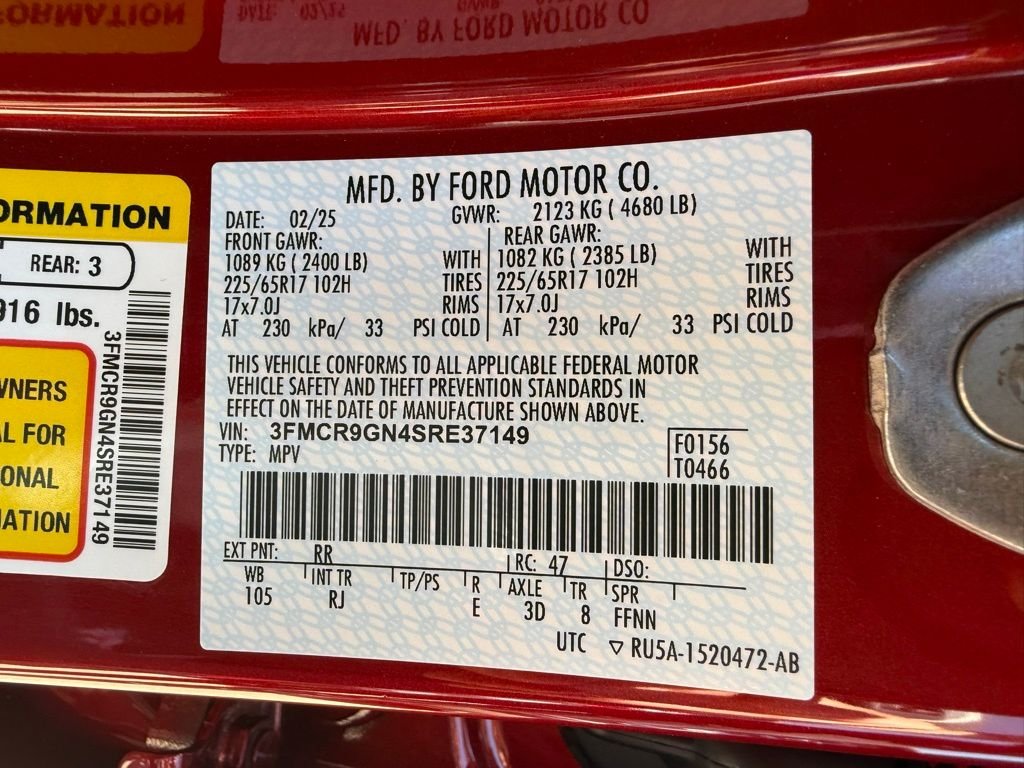 MFD. BY FORD MOTOR CO.
DATE: 02/25 GVWR: 2123 KG ( 4680 LB)
FRONT GAWR: REAR GAWR:
1089 KG ( 2400 LB) WITH 1082 KG ( 2385 LB) WITH
225/65R17 102H TIRES 225/65R17 102H TIRES
17x7.0J RIMS 17x7.0J RIMS
AT 230 kPa/ 33 PSI COLD AT 230 kPa/ 33 PSI COLD
THIS VEHICLE CONFORMS TO ALL APPLICABLE FEDERAL MOTOR
VEHICLE SAFETY AND THEFT PREVENTION STANDARDS IN
EFFECT ON THE DATE OF MANUFACTURE SHOWN ABOVE.
VIN: 3FMCR9GN4SRE37149
TYPE: MPV
F0156
T0466
EXT PNT: RR RC: 47 DSO:
WB INT TR TP/PS R AXLE TR SPR
105 RJ E 3D 8 FFNN
UTC ▽ RU5A-1520472-AB
ORMATION
REAR: 3
916 lbs.
WNERS
AL FOR
ONAL
MATION
3FMCR9GN4SRE37149
ORMATION
DATE: 02/25 GVWR:
MFD. BY FORD MOTOR CO